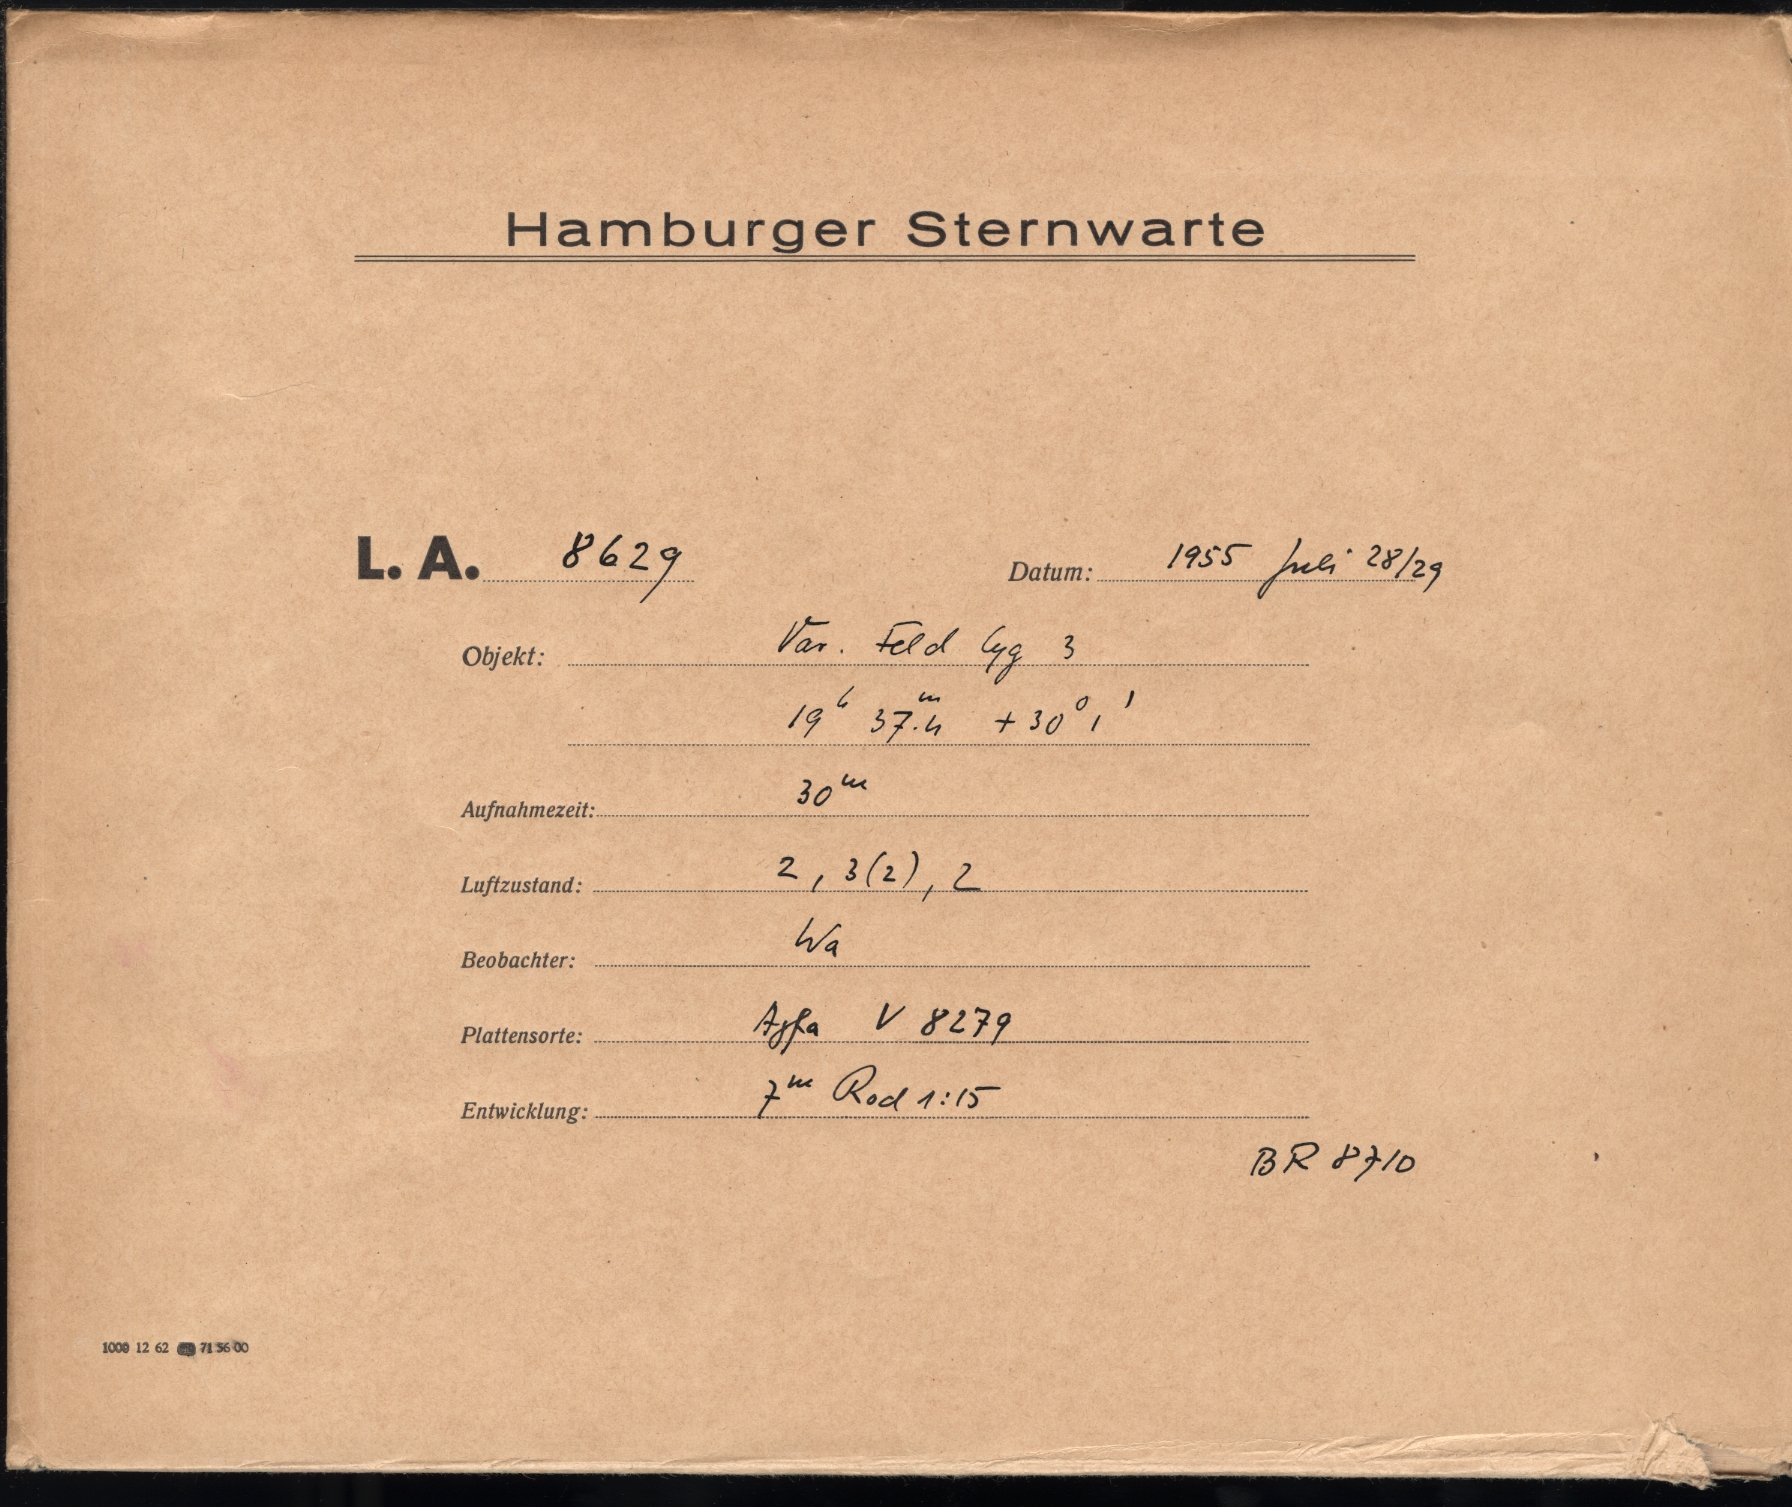 Hamburger Sternwarte
L. A. 8629 Datum: 1955 Juli 28/29
Objekt: Var. Feld Cyg 3
19h 37.m4 +30° 1'
Aufnahmezeit: 30m
Luftzustand: 2, 3(2), 2
Beobachter: Wa
Plattensorte: Agfa V 8279
Entwicklung: 7m Rod 1:15
BR 8710
1000 12 62 71 56 00